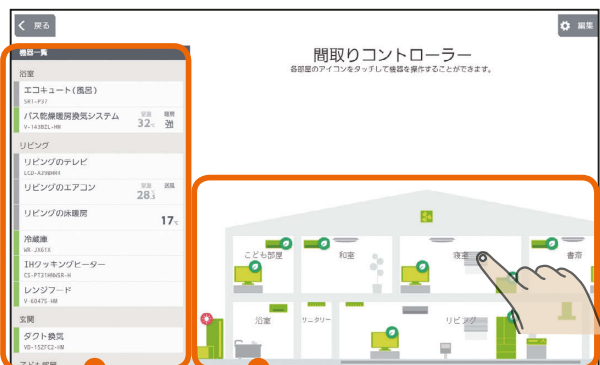 戻る
編集
機器一覧
間取りコントローラー
各部屋のアイコンをタッチして機器を操作することができます。
浴室
エコキュート(風呂)
SRT-P37
バス乾燥暖房換気システム
室温 暖房
32℃ 強
V-143BZL-HM
リビング
リビングのテレビ
リビングのエアコン
室温 送風
28.
リビングの床暖房
17℃
冷蔵庫
MR-JX61X
IHクッキングヒーター
CS-PT31HNWSR-H
レンジフード
V-6047S-HM
玄関
ダクト換気
VD-15ZFC2-HM
子ども部屋
こども部屋
和室
寝室
書斎
浴室
サニタリー
リビング